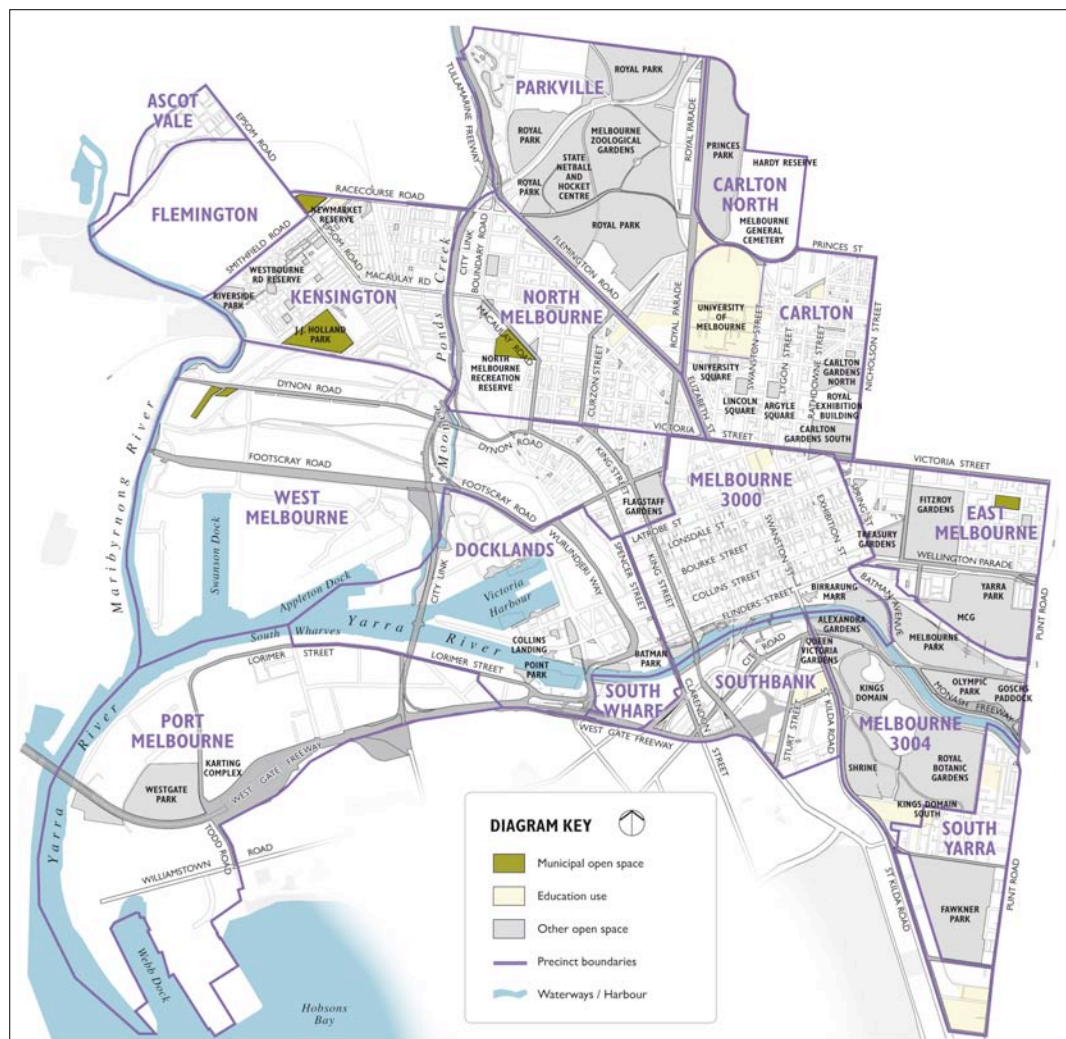 ASCOT
VALE
EPSOM ROAD
FLEMINGTON
RACECOURSE ROAD
NEWMARKET
RESERVE
SMITHFIELD ROAD
EPSOM ROAD
WESTBOURNE
RD RESERVE
MACAULAY RD
RIVERSIDE
PARK
KENSINGTON
J.J. HOLLAND
PARK
TULLAMARINE FREEWAY
PARKVILLE
ROYAL PARK
ROYAL
PARK
MELBOURNE
ZOOLOGICAL
GARDENS
STATE
NETBALL
AND
HOCKET
CENTRE
ROYAL
PARK
ROYAL PARK
ROYAL PARADE
PRINCES
PARK
HARDY RESERVE
CARLTON
NORTH
MELBOURNE
GENERAL
CEMETERY
PRINCES ST
CITY LINK
BOUNDARY ROAD
Moonee Ponds Creek
FLEMINGTON ROAD
NORTH
MELBOURNE
MACAULAY ROAD
NORTH
MELBOURNE
RECREATION
RESERVE
CURZON STREET
ROYAL PARADE
ELIZABETH ST
UNIVERSITY
OF
MELBOURNE
CARLTON
SWANSTON STREET
LYGON STREET
RATHDOWNE STREET
NICHOLSON STREET
UNIVERSITY
SQUARE
LINCOLN
SQUARE
ARGYLE
SQUARE
CARLTON
GARDENS
NORTH
ROYAL
EXHIBITION
BUILDING
CARLTON
GARDENS SOUTH
VICTORIA STREET
DYNON ROAD
DYNON ROAD
FOOTSCRAY ROAD
FOOTSCRAY ROAD
Maribyrnong River
WEST
MELBOURNE
Swanson Dock
Appleton Dock
CITY LINK
DOCKLANDS
WURUNDJERI WAY
Victoria
Harbour
KING STREET
FLAGSTAFF
GARDENS
SPENCER STREET
KING STREET
MELBOURNE
3000
LATROBE ST
LONSDALE ST
BOURKE STREET
COLLINS STREET
FLINDERS STREET
SWANSTON ST
EXHIBITION ST
SPRING ST
VICTORIA STREET
FITZROY
GARDENS
EAST
MELBOURNE
TREASURY
GARDENS
WELLINGTON PARADE
BATMAN AVENUE
BIRRARUNG
MARR
YARRA
PARK
MCG
MELBOURNE
PARK
PUNT ROAD
ALEXANDRA
GARDENS
QUEEN
VICTORIA
GARDENS
OLYMPIC
PARK
GOSCHS
PADDOCK
MONASH FREEWAY
South Wharves
Yarra River
COLLINS
LANDING
POINT
PARK
BATMAN
PARK
CITY ROAD
LORIMER STREET
LORIMER STREET
SOUTH
WHARF
SOUTHBANK
CLARENDON STREET
STURT STREET
ST KILDA ROAD
KINGS
DOMAIN
MELBOURNE
3004
SHRINE
ROYAL
BOTANIC
GARDENS
KINGS DOMAIN
SOUTH
SOUTH
YARRA
FAWKNER
PARK
ST KILDA ROAD
PUNT ROAD
WEST GATE FREEWAY
PORT
MELBOURNE
KARTING
COMPLEX
WESTGATE
PARK
WEST GATE FREEWAY
TODD ROAD
WILLIAMSTOWN ROAD
Yarra River
Webb Dock
Hobsons
Bay
DIAGRAM KEY
Municipal open space
Education use
Other open space
Precinct boundaries
Waterways / Harbour